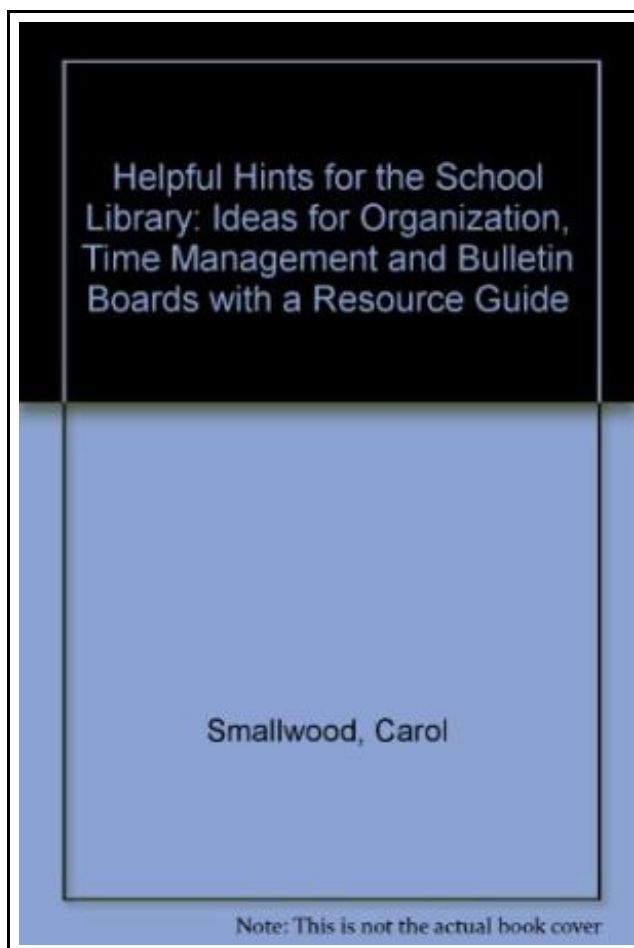 Helpful Hints for the School
Library: Ideas for Organization,
Time Management and Bulletin
Boards with a Resource Guide
Smallwood, Carol
Note: This is not the actual book cover